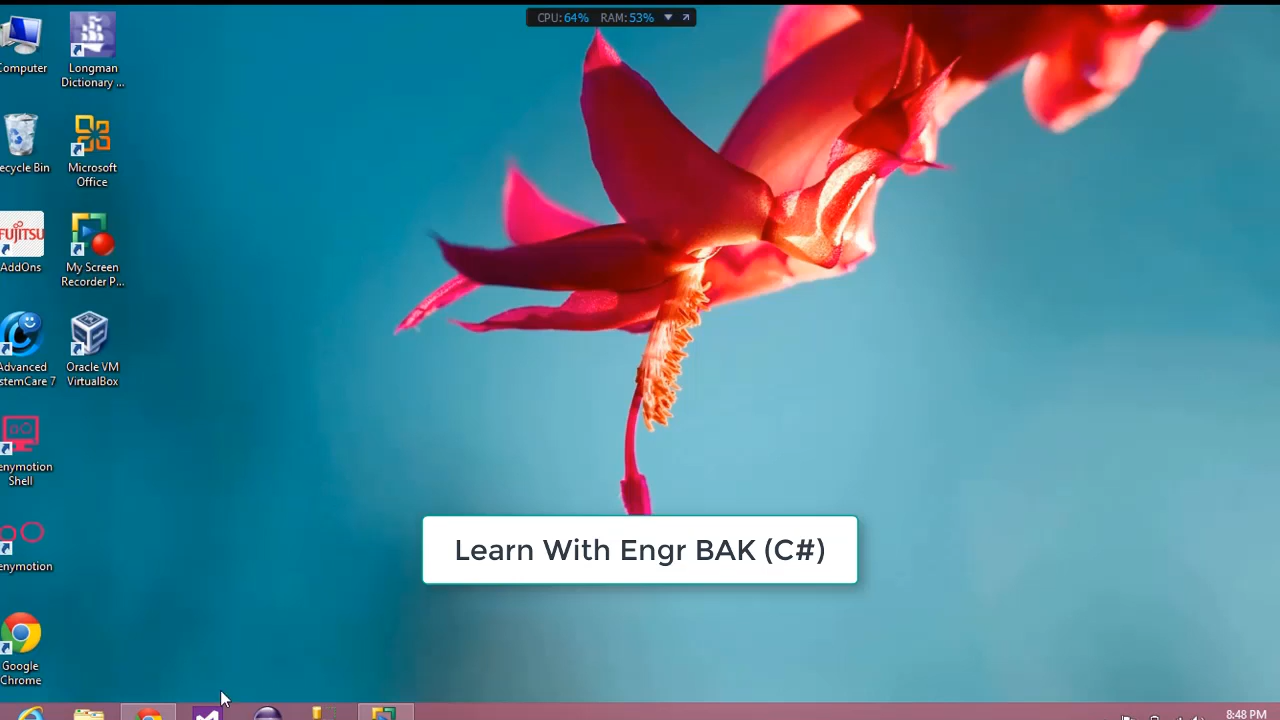 CPU: 64% RAM: 53%
Computer
Longman
Dictionary ...
ecycle Bin
Microsoft
Office
FUJITSU
AddOns
My Screen
Recorder P...
Advanced
stemCare 7
Oracle VM
VirtualBox
enymotion
Shell
enymotion
Google
Chrome
Learn With Engr BAK (C#)
8:48 PM